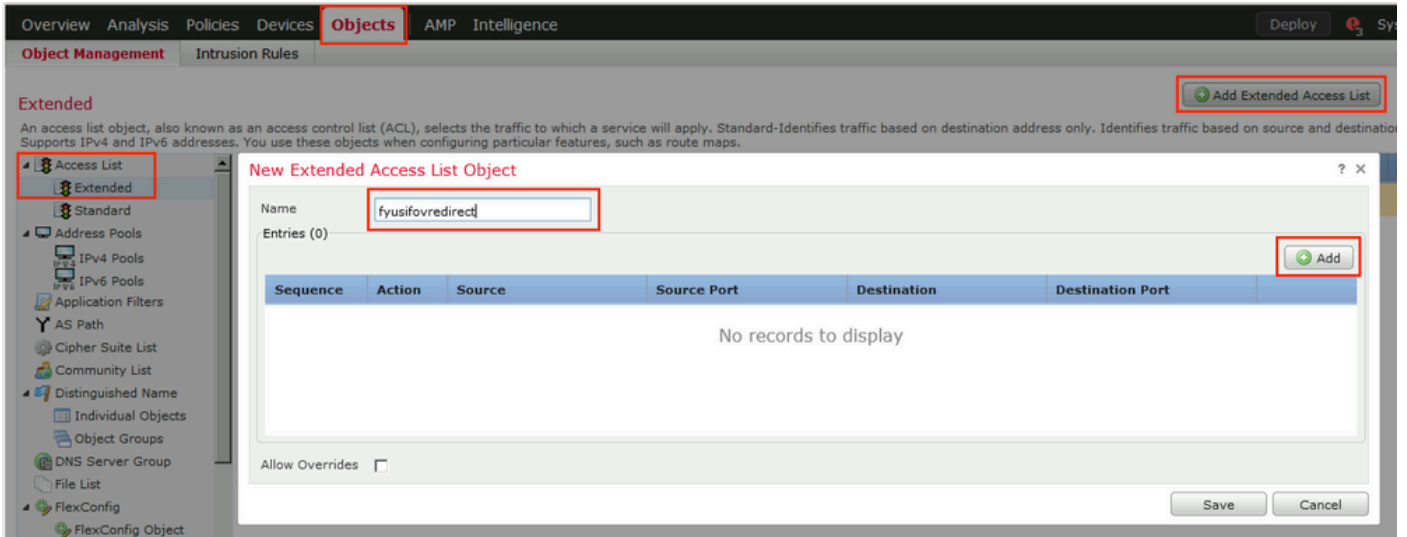 Overview Analysis Policies Devices Objects AMP Intelligence Deploy 3 Sys
Object Management Intrusion Rules
Extended
Add Extended Access List
An access list object, also known as an access control list (ACL), selects the traffic to which a service will apply. Standard-Identifies traffic based on destination address only. Identifies traffic based on source and destination
Supports IPv4 and IPv6 addresses. You use these objects when configuring particular features, such as route maps.
Access List
Extended
Standard
Address Pools
IPv4 Pools
IPv6 Pools
Application Filters
AS Path
Cipher Suite List
Community List
Distinguished Name
Individual Objects
Object Groups
DNS Server Group
File List
FlexConfig
FlexConfig Object
New Extended Access List Object ?
Name fyusifovredirect
Entries (0)
Add
Sequence Action Source Source Port Destination Destination Port
No records to display
Allow Overrides
Save Cancel